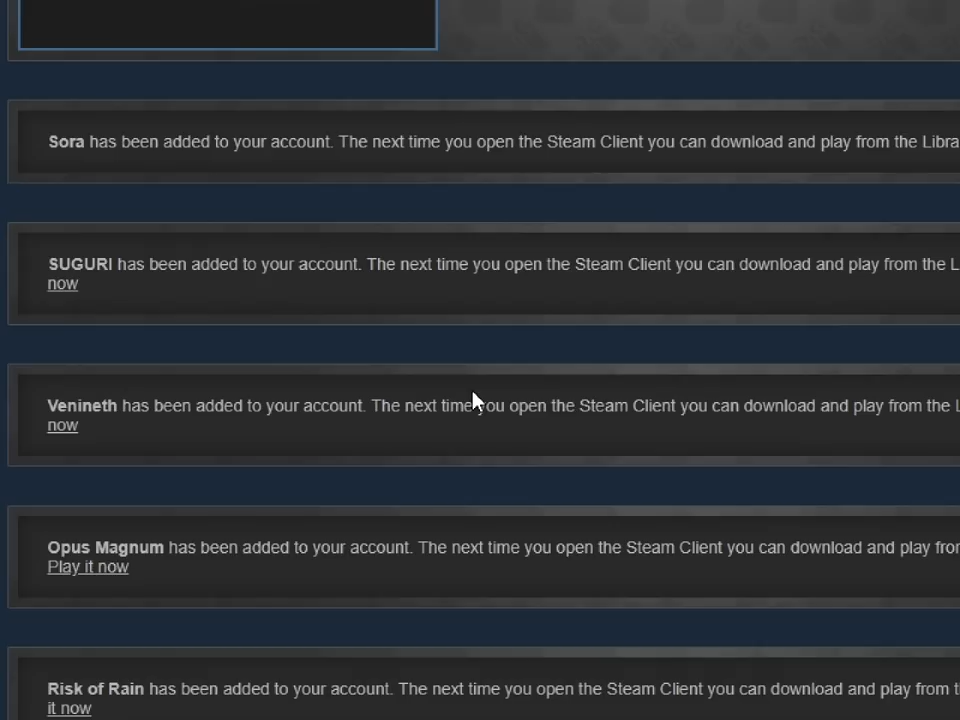 Sora has been added to your account. The next time you open the Steam Client you can download and play from the Libra
SUGURI has been added to your account. The next time you open the Steam Client you can download and play from the L
now
Venineth has been added to your account. The next time you open the Steam Client you can download and play from the L
now
Opus Magnum has been added to your account. The next time you open the Steam Client you can download and play from
Play it now
Risk of Rain has been added to your account. The next time you open the Steam Client you can download and play from t
it now